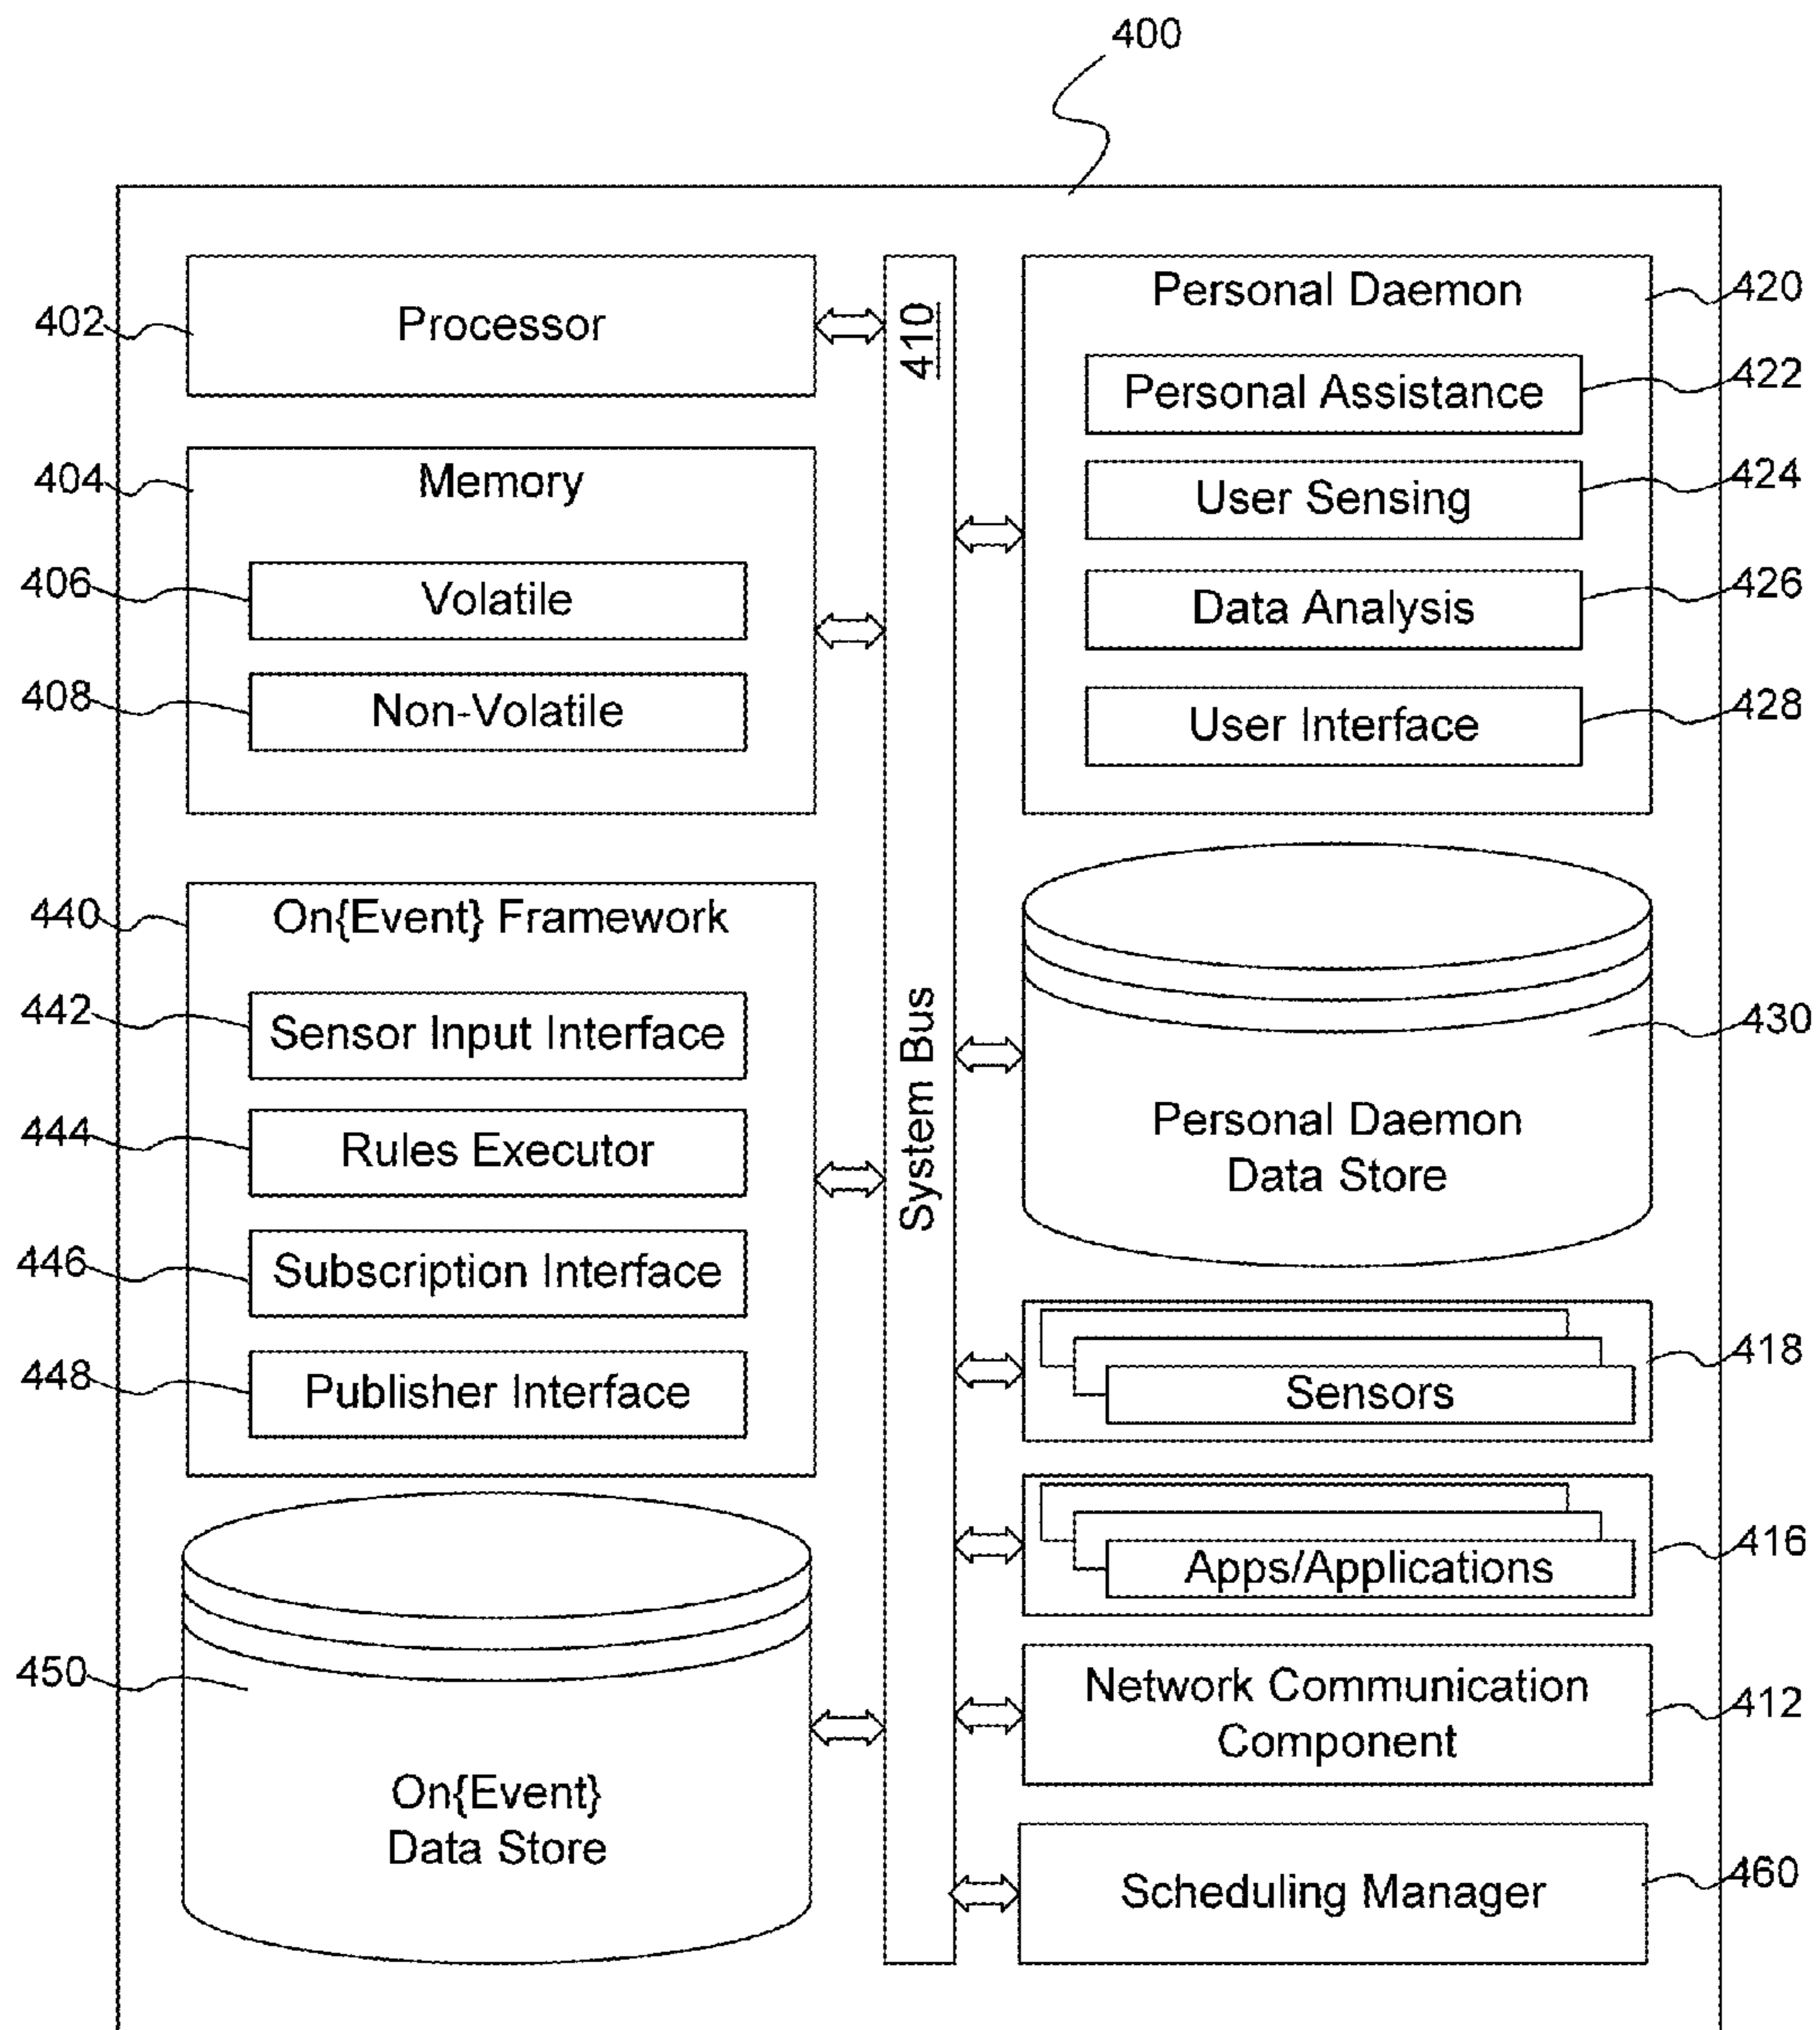 400
402
Processor
404
Memory
406
Volatile
408
Non-Volatile
440
On{Event} Framework
442
Sensor Input Interface
444
Rules Executor
446
Subscription Interface
448
Publisher Interface
450
On{Event}
Data Store
410
System Bus
Personal Daemon
420
Personal Assistance
422
User Sensing
424
Data Analysis
426
User Interface
428
Personal Daemon
Data Store
430
Sensors
418
Apps/Applications
416
Network Communication
Component
412
Scheduling Manager
460